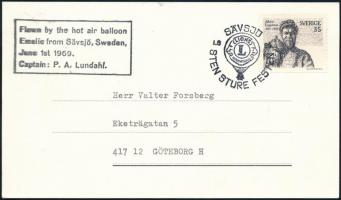 Flown by the hot air balloon
Emelie from Sävsjö, Sweden,
June 1st 1969.
Captain: P. A. Lundahl.
SÄVSJÖ
L
STEN STURE FEST
SVERIGE
35
Herr Valter Forsberg
Eketrägatan 5
417 12 GÖTEBORG H